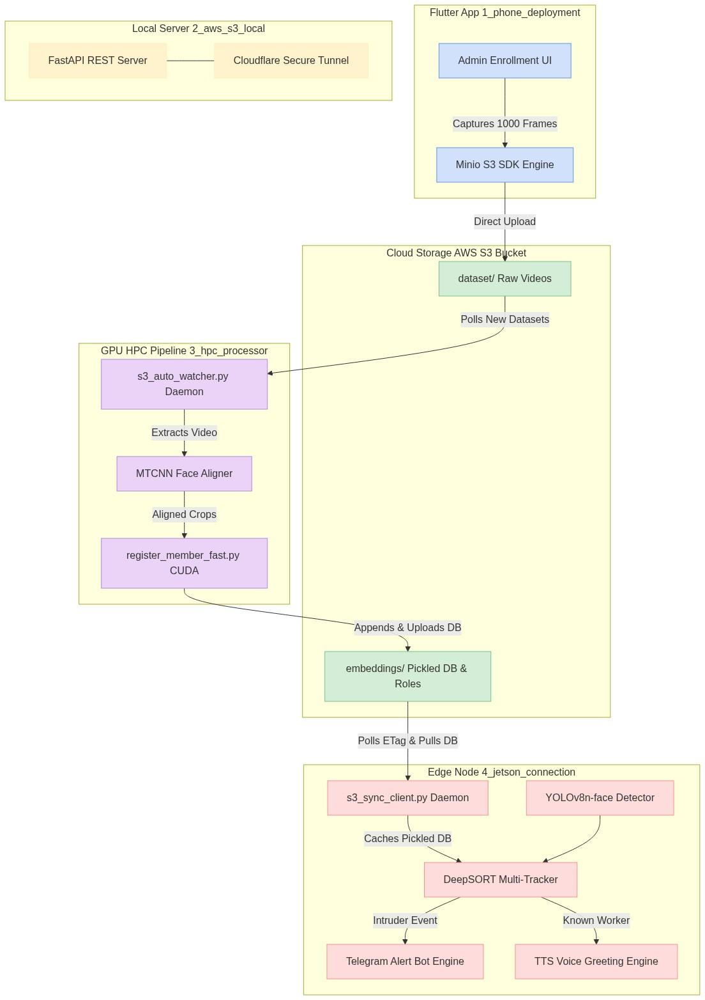 Flutter App 1_phone_deployment
Local Server 2_aws_s3_local
FastAPI REST Server
Cloudflare Secure Tunnel
Admin Enrollment UI
Captures 1000 Frames
Minio S3 SDK Engine
Direct Upload
Cloud Storage AWS S3 Bucket
dataset/ Raw Videos
Polls New Datasets
GPU HPC Pipeline 3_hpc_processor
s3_auto_watcher.py
Daemon
Extracts Video
MTCNN Face Aligner
Aligned Crops
register_member_fast.py
CUDA
Appends & Uploads DB
embeddings/ Pickled DB &
Roles
Polls ETag & Pulls DB
Edge Node 4_jetson_connection
s3_sync_client.py Daemon
YOLOv8n-face Detector
Caches Pickled DB
DeepSORT Multi-Tracker
Intruder Event
Known Worker
Telegram Alert Bot Engine
TTS Voice Greeting Engine